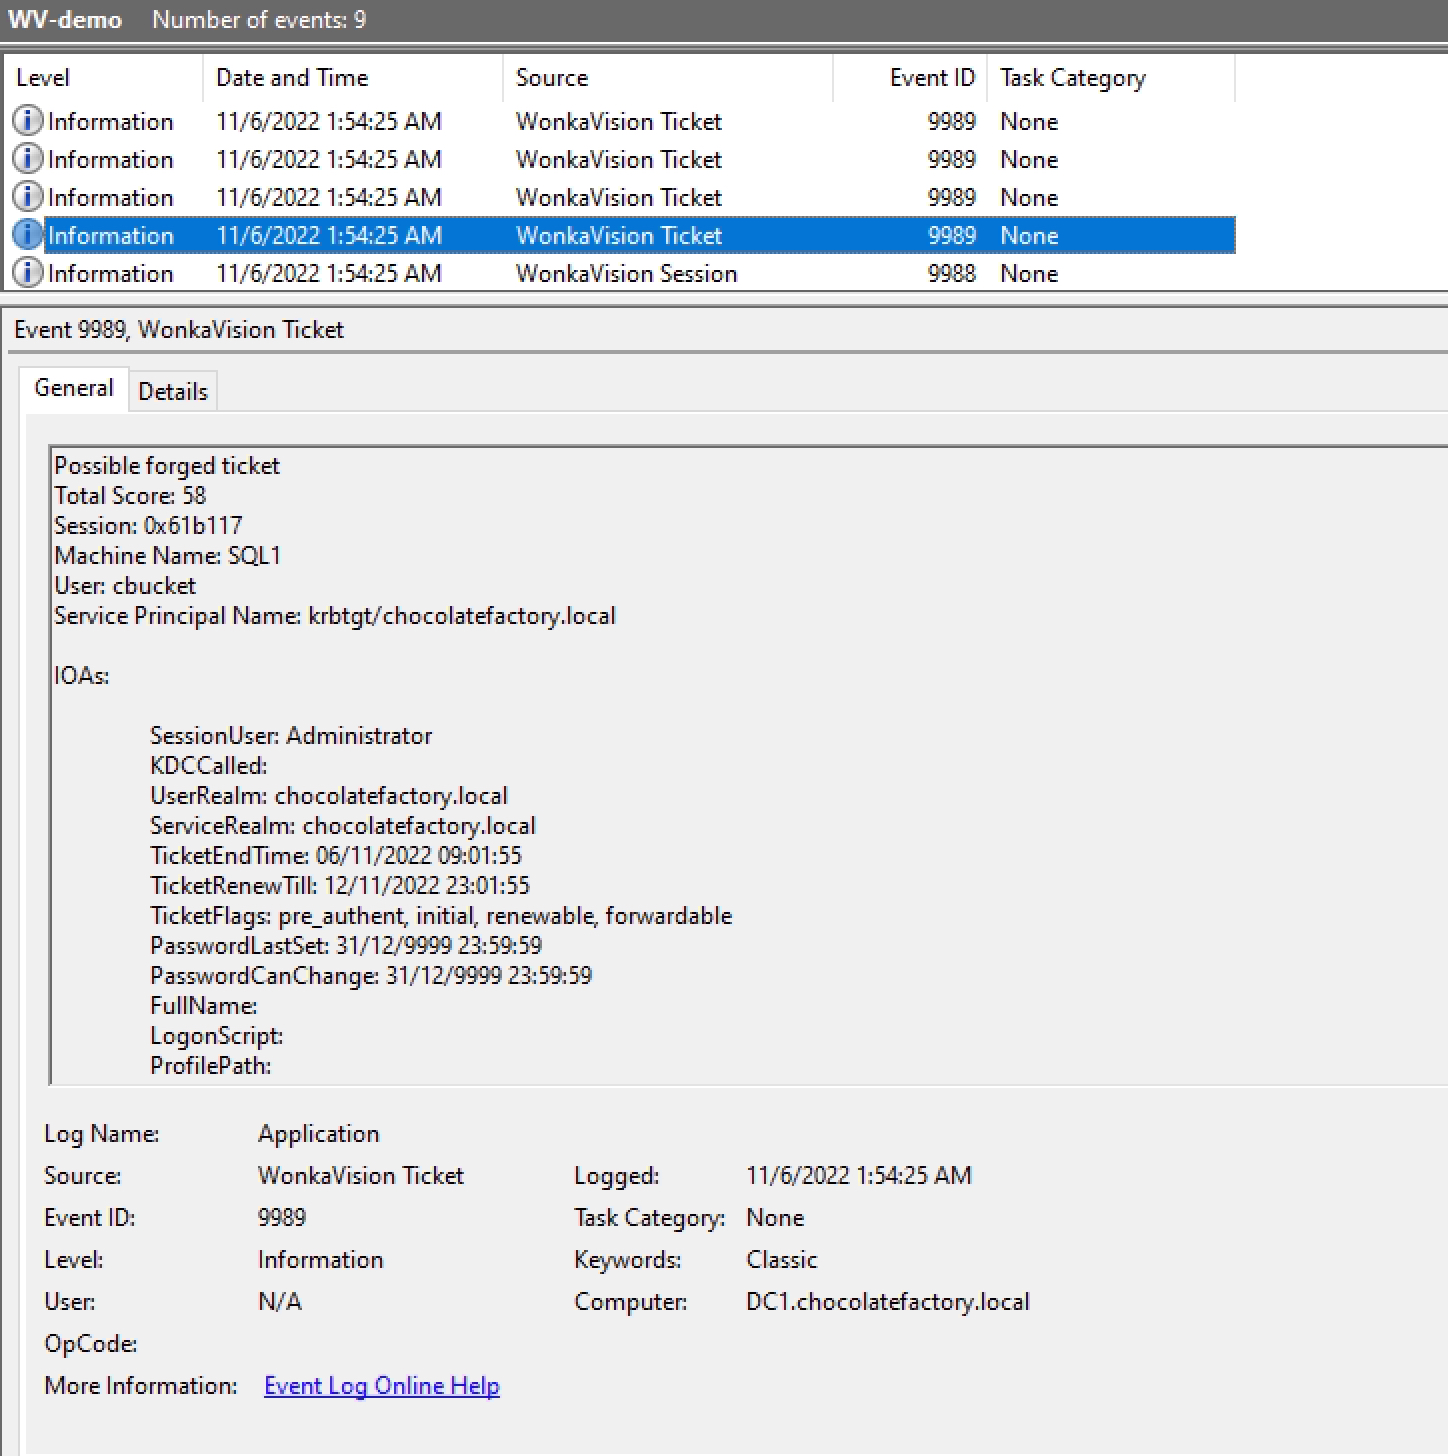 WV-demo Number of events: 9
Level Date and Time Source Event ID Task Category
Information 11/6/2022 1:54:25 AM WonkaVision Ticket 9989 None
Information 11/6/2022 1:54:25 AM WonkaVision Ticket 9989 None
Information 11/6/2022 1:54:25 AM WonkaVision Ticket 9989 None
Information 11/6/2022 1:54:25 AM WonkaVision Ticket 9989 None
Information 11/6/2022 1:54:25 AM WonkaVision Session 9988 None
Event 9989, WonkaVision Ticket
General Details
Possible forged ticket
Total Score: 58
Session: 0x61b117
Machine Name: SQL1
User: cbucket
Service Principal Name: krbtgt/chocolatefactory.local
IOAs:
SessionUser: Administrator
KDCCalled:
UserRealm: chocolatefactory.local
ServiceRealm: chocolatefactory.local
TicketEndTime: 06/11/2022 09:01:55
TicketRenewTill: 12/11/2022 23:01:55
TicketFlags: pre_authent, initial, renewable, forwardable
PasswordLastSet: 31/12/9999 23:59:59
PasswordCanChange: 31/12/9999 23:59:59
FullName:
LogonScript:
ProfilePath:
Log Name: Application
Source: WonkaVision Ticket Logged: 11/6/2022 1:54:25 AM
Event ID: 9989 Task Category: None
Level: Information Keywords: Classic
User: N/A Computer: DC1.chocolatefactory.local
OpCode:
More Information: Event Log Online Help